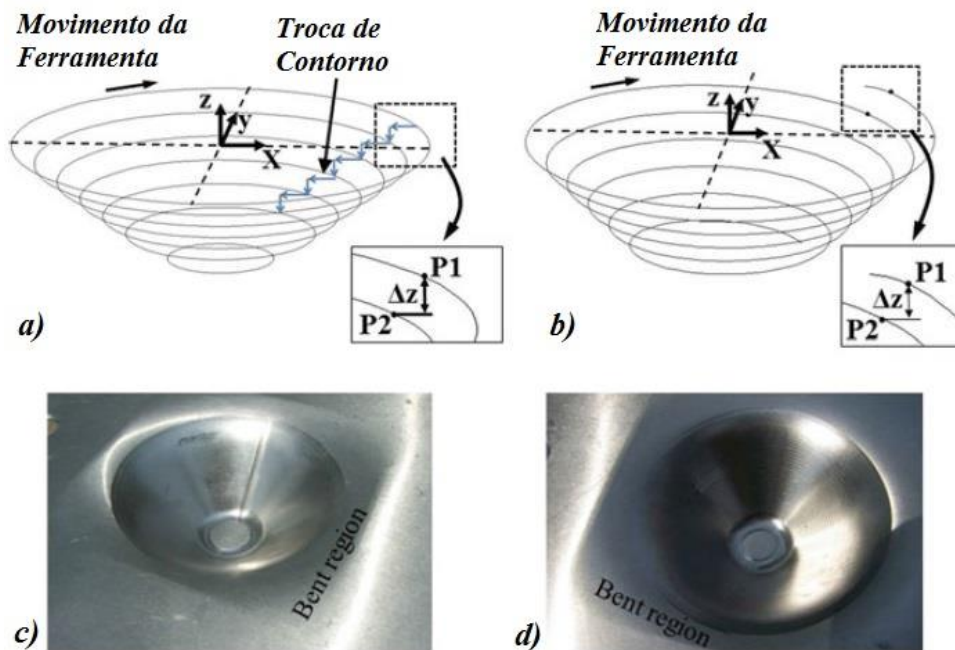 Movimento da
Ferramenta
Troca de
Contorno
z
y
X
P1
Δz
P2
a)
Movimento da
Ferramenta
z
y
X
P1
Δz
P2
b)
Bent region
c)
Bent region
d)